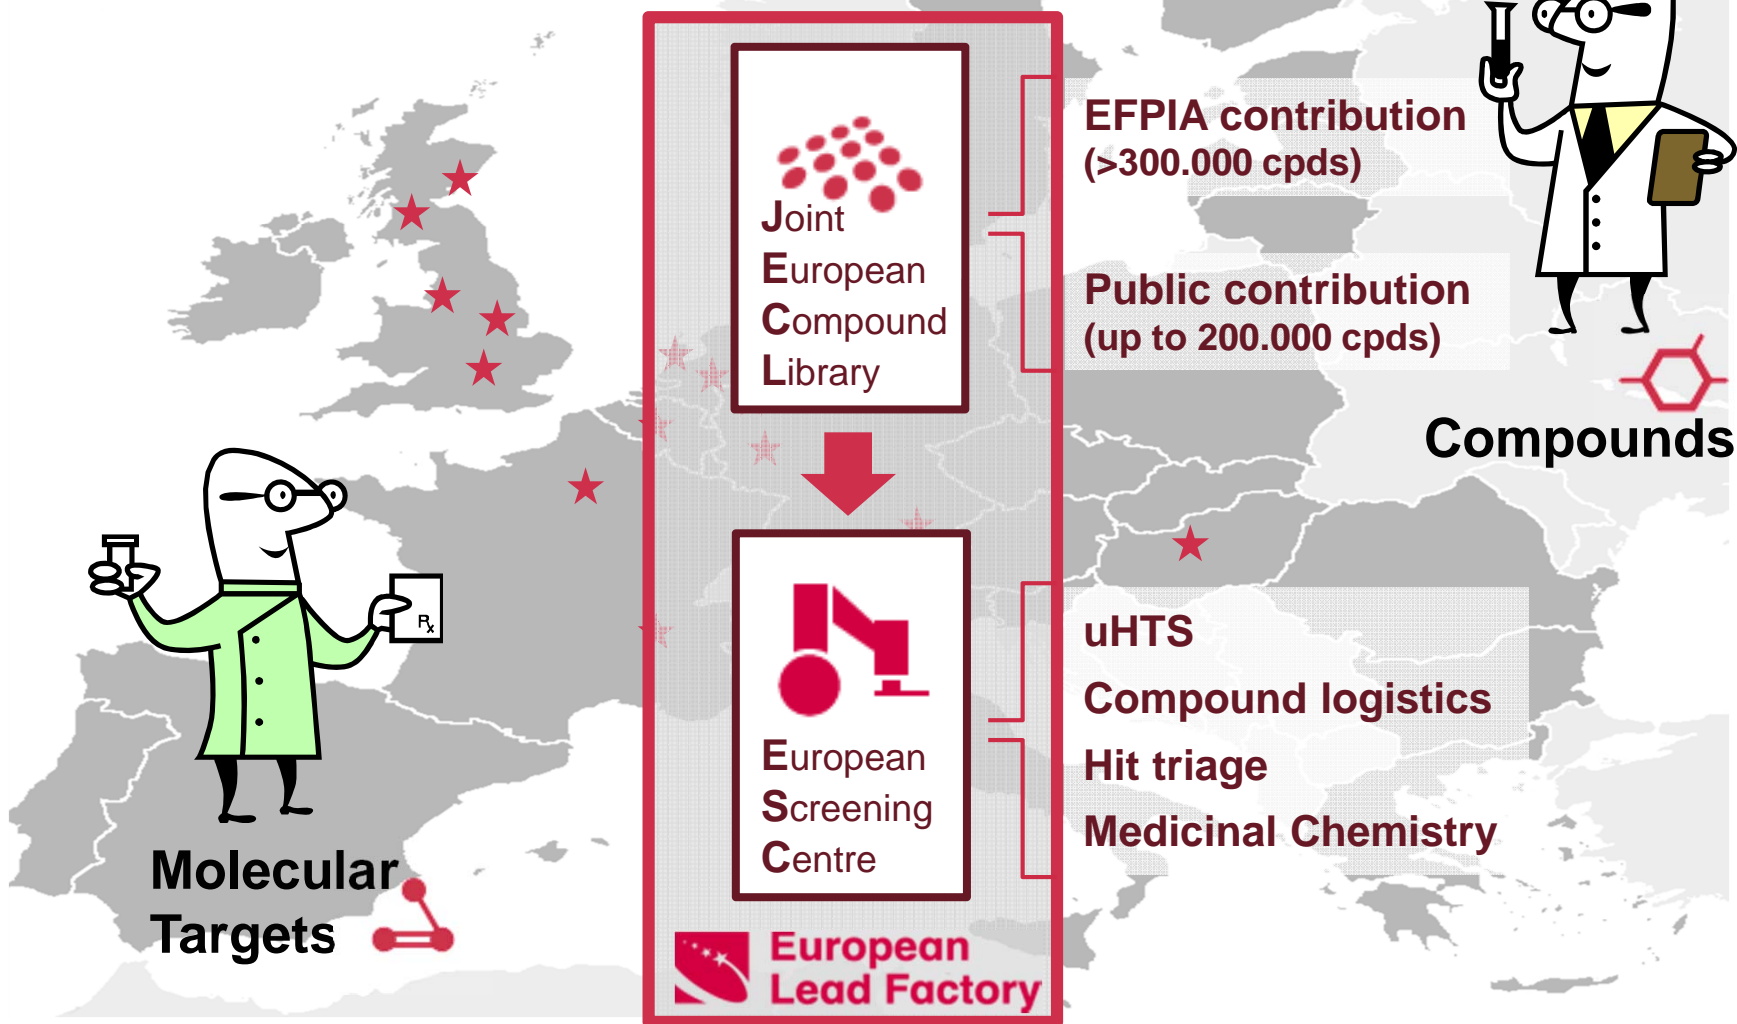 Joint
European
Compound
Library
EFPIA contribution
(>300.000 cpds)
Public contribution
(up to 200.000 cpds)
Compounds
Rx
Molecular
Targets
European
Screening
Centre
uHTS
Compound logistics
Hit triage
Medicinal Chemistry
European
Lead Factory